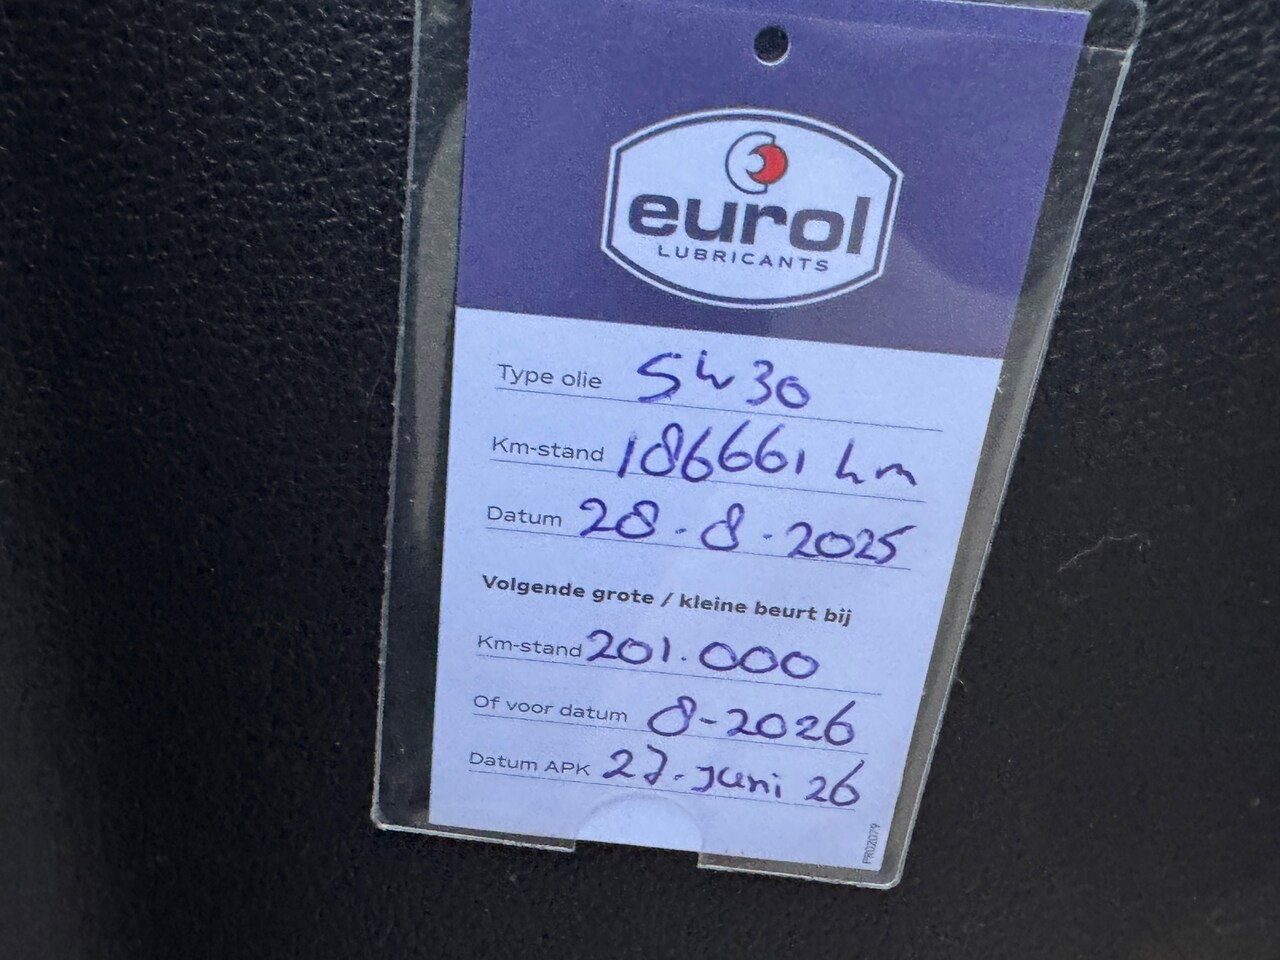 eurol
LUBRICANTS
Type olie 5w30
Km-stand 186661 km
Datum 28-8-2025
Volgende grote / kleine beurt bij
Km-stand 201.000
Of voor datum 8-2026
Datum APK 27-juni 26
PR02079